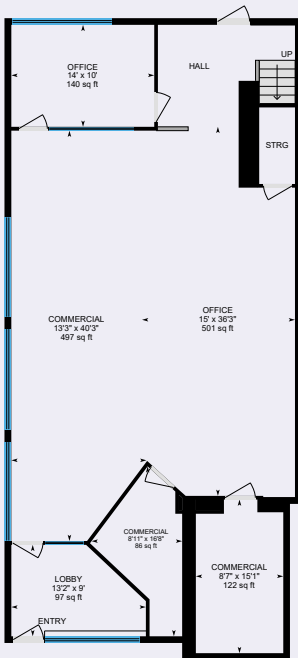 OFFICE
14' x 10'
140 sq ft
HALL
UP
STRG
COMMERCIAL
13'3" x 40'3"
497 sq ft
OFFICE
15' x 36'3"
501 sq ft
COMMERCIAL
8'11" x 16'8"
86 sq ft
COMMERCIAL
8'7" x 15'1"
122 sq ft
LOBBY
13'2" x 9'
97 sq ft
ENTRY